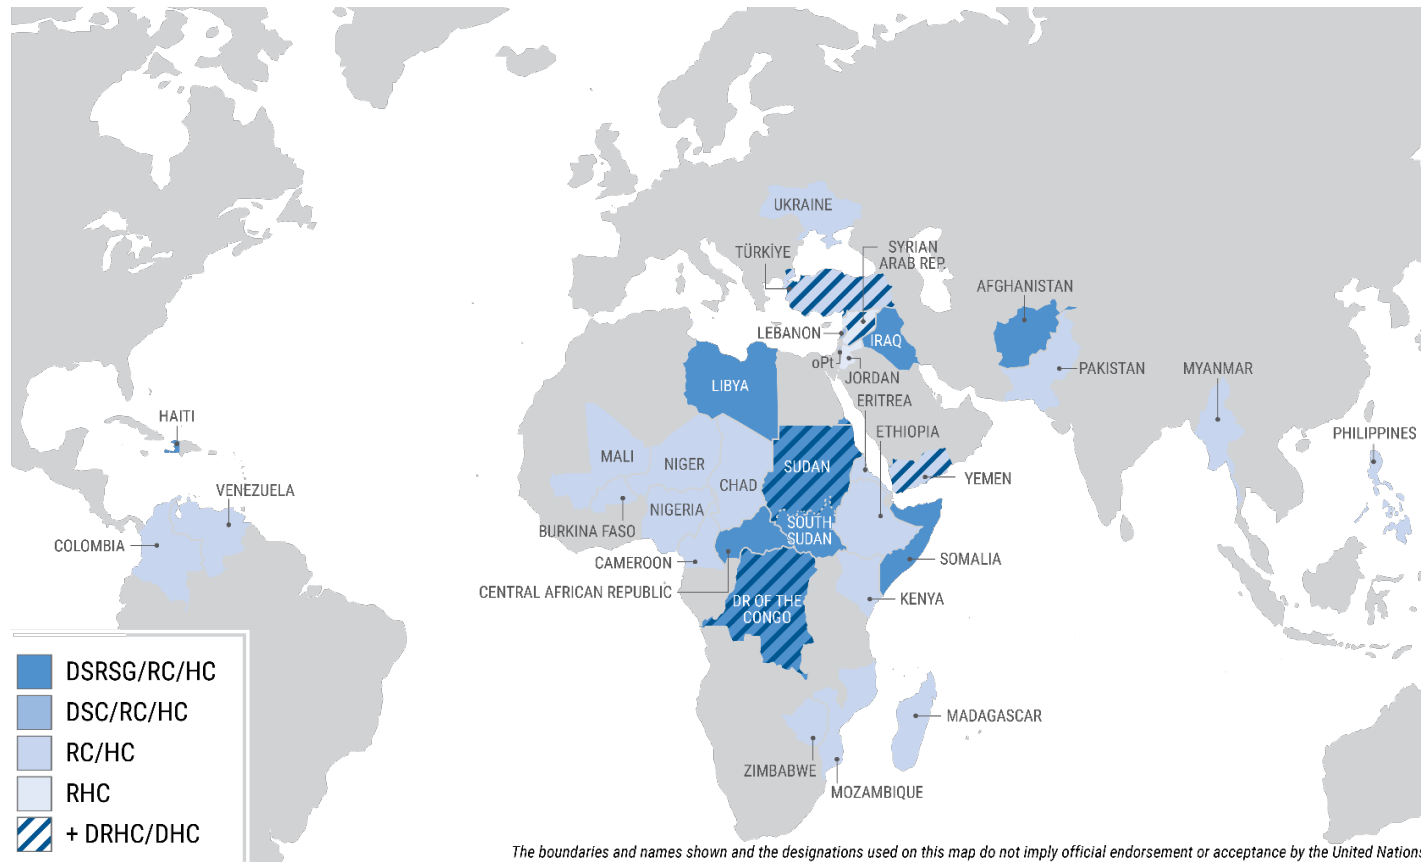 UKRAINE
TÜRKİYE
SYRIAN
ARAB REP.
AFGHANISTAN
LEBANON
IRAQ
oPt
JORDAN
PAKISTAN
MYANMAR
LIBYA
ERITREA
HAITI
ETHIOPIA
PHILIPPINES
MALI
NIGER
SUDAN
CHAD
YEMEN
VENEZUELA
NIGERIA
BURKINA FASO
SOUTH
SUDAN
COLOMBIA
CAMEROON
SOMALIA
CENTRAL AFRICAN REPUBLIC
DR OF THE
CONGO
KENYA
MADAGASCAR
ZIMBABWE
MOZAMBIQUE
DSRSG/RC/HC
DSC/RC/HC
RC/HC
RHC
+ DRHC/DHC
The boundaries and names shown and the designations used on this map do not imply official endorsement or acceptance by the United Nation